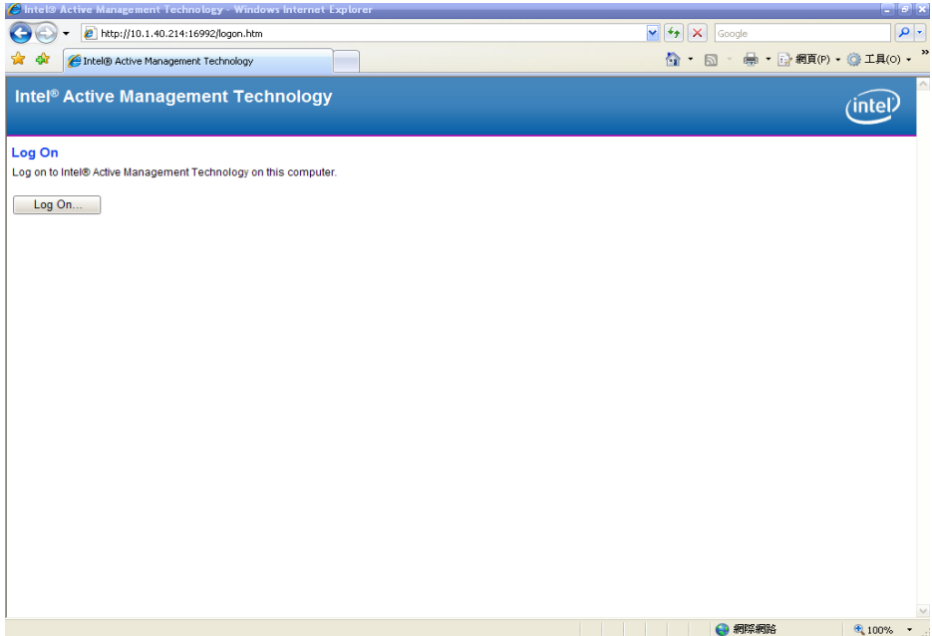 Intel® Active Management Technology - Windows Internet Explorer
http://10.1.40.214:16992/logon.htm
Google
Intel® Active Management Technology
網頁(P)
工具(O)
»
Intel® Active Management Technology
intel
Log On
Log on to Intel® Active Management Technology on this computer.
Log On...
網際網路
100%